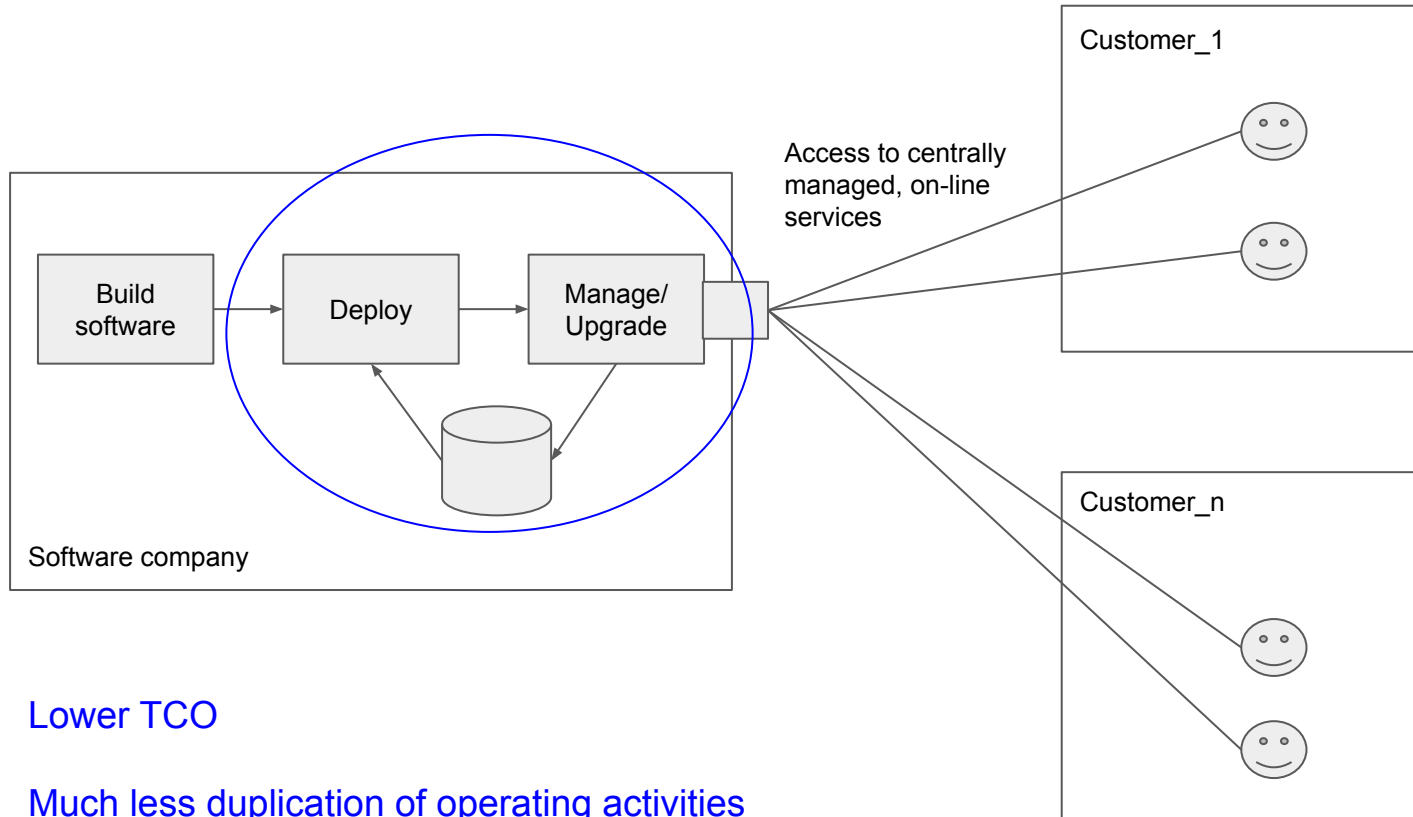 Customer_1
Access to centrally
managed, on-line
services
Build
software
Deploy
Manage/
Upgrade
Software company
Customer_n
Lower TCO
Much less duplication of operating activities